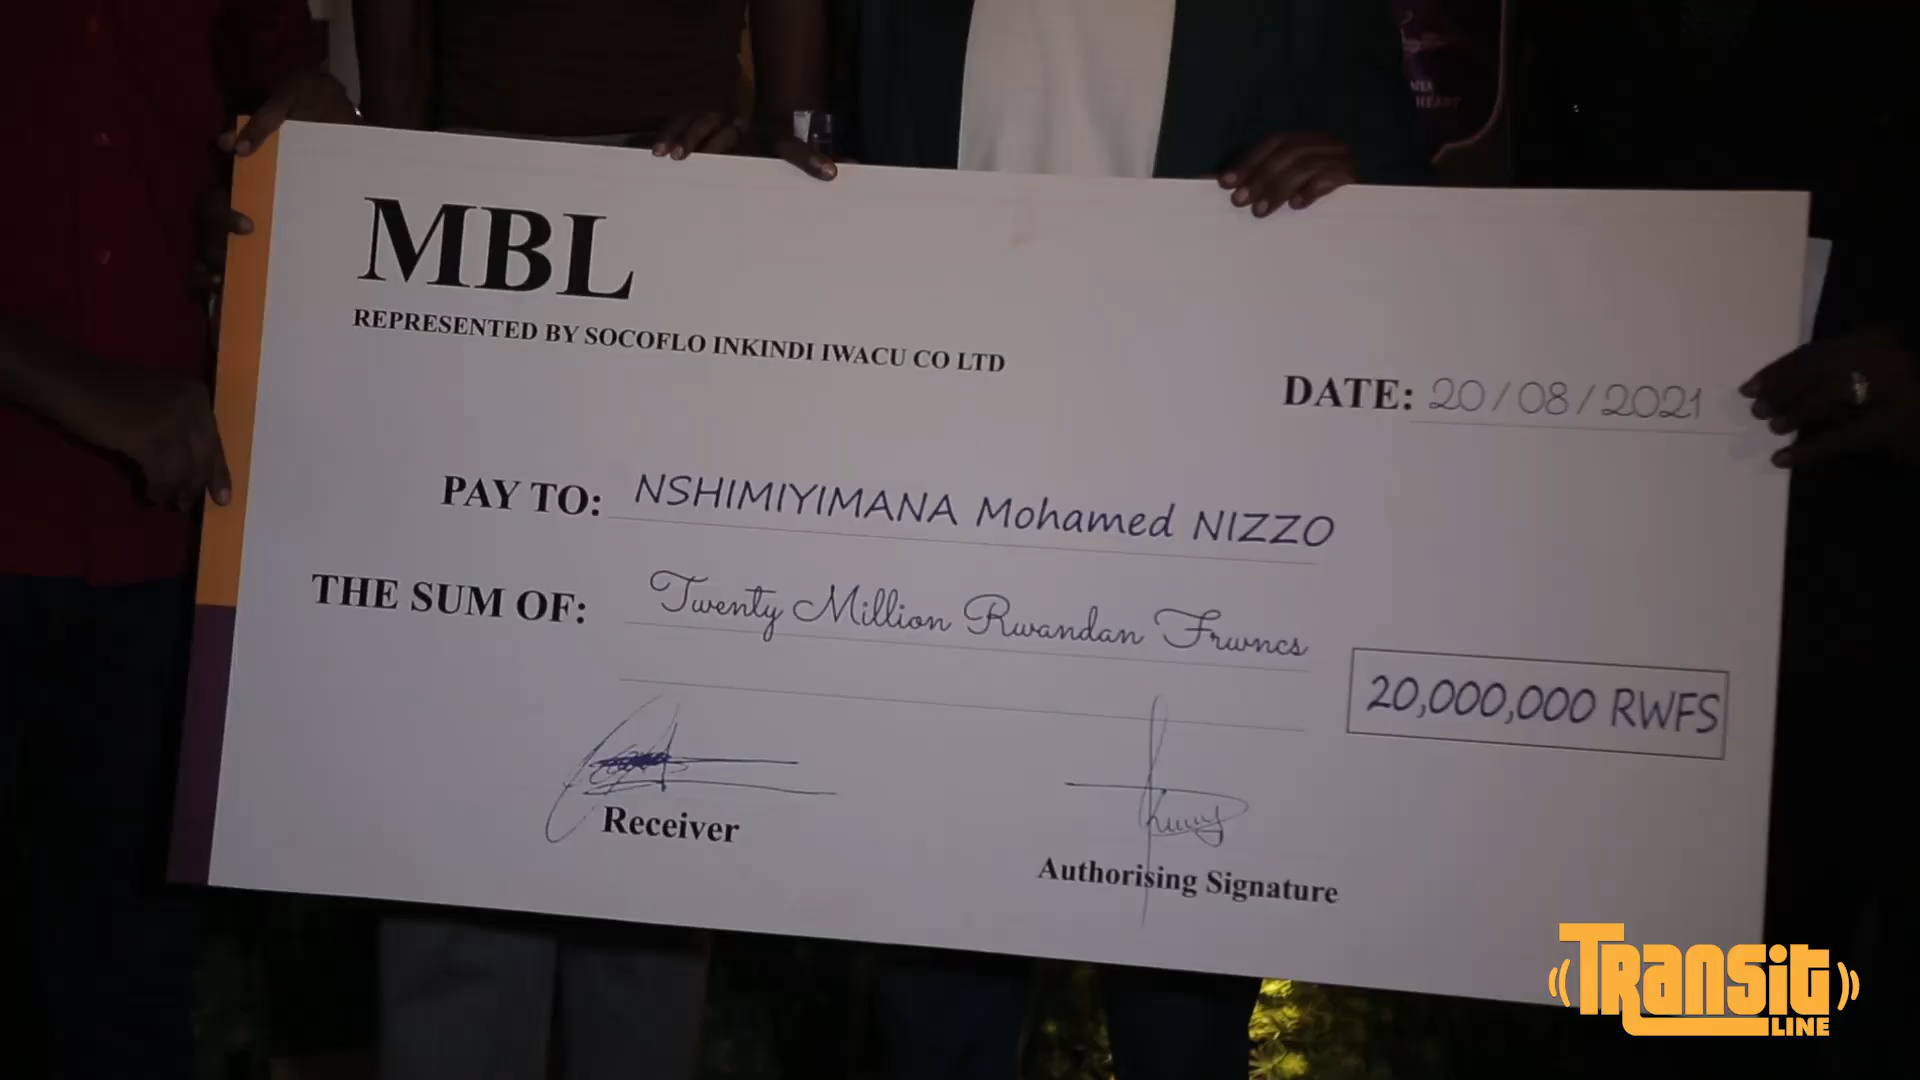 HEART
MBL
REPRESENTED BY SOCOFLO INKINDI IWACU CO LTD
DATE: 20/08/2021
PAY TO: NSHIMIYIMANA Mohamed NIZZO
THE SUM OF: Twenty Million Rwandan Frwncs
20,000,000 RWFS
Receiver
Authorising Signature
TRANSiT
LINE